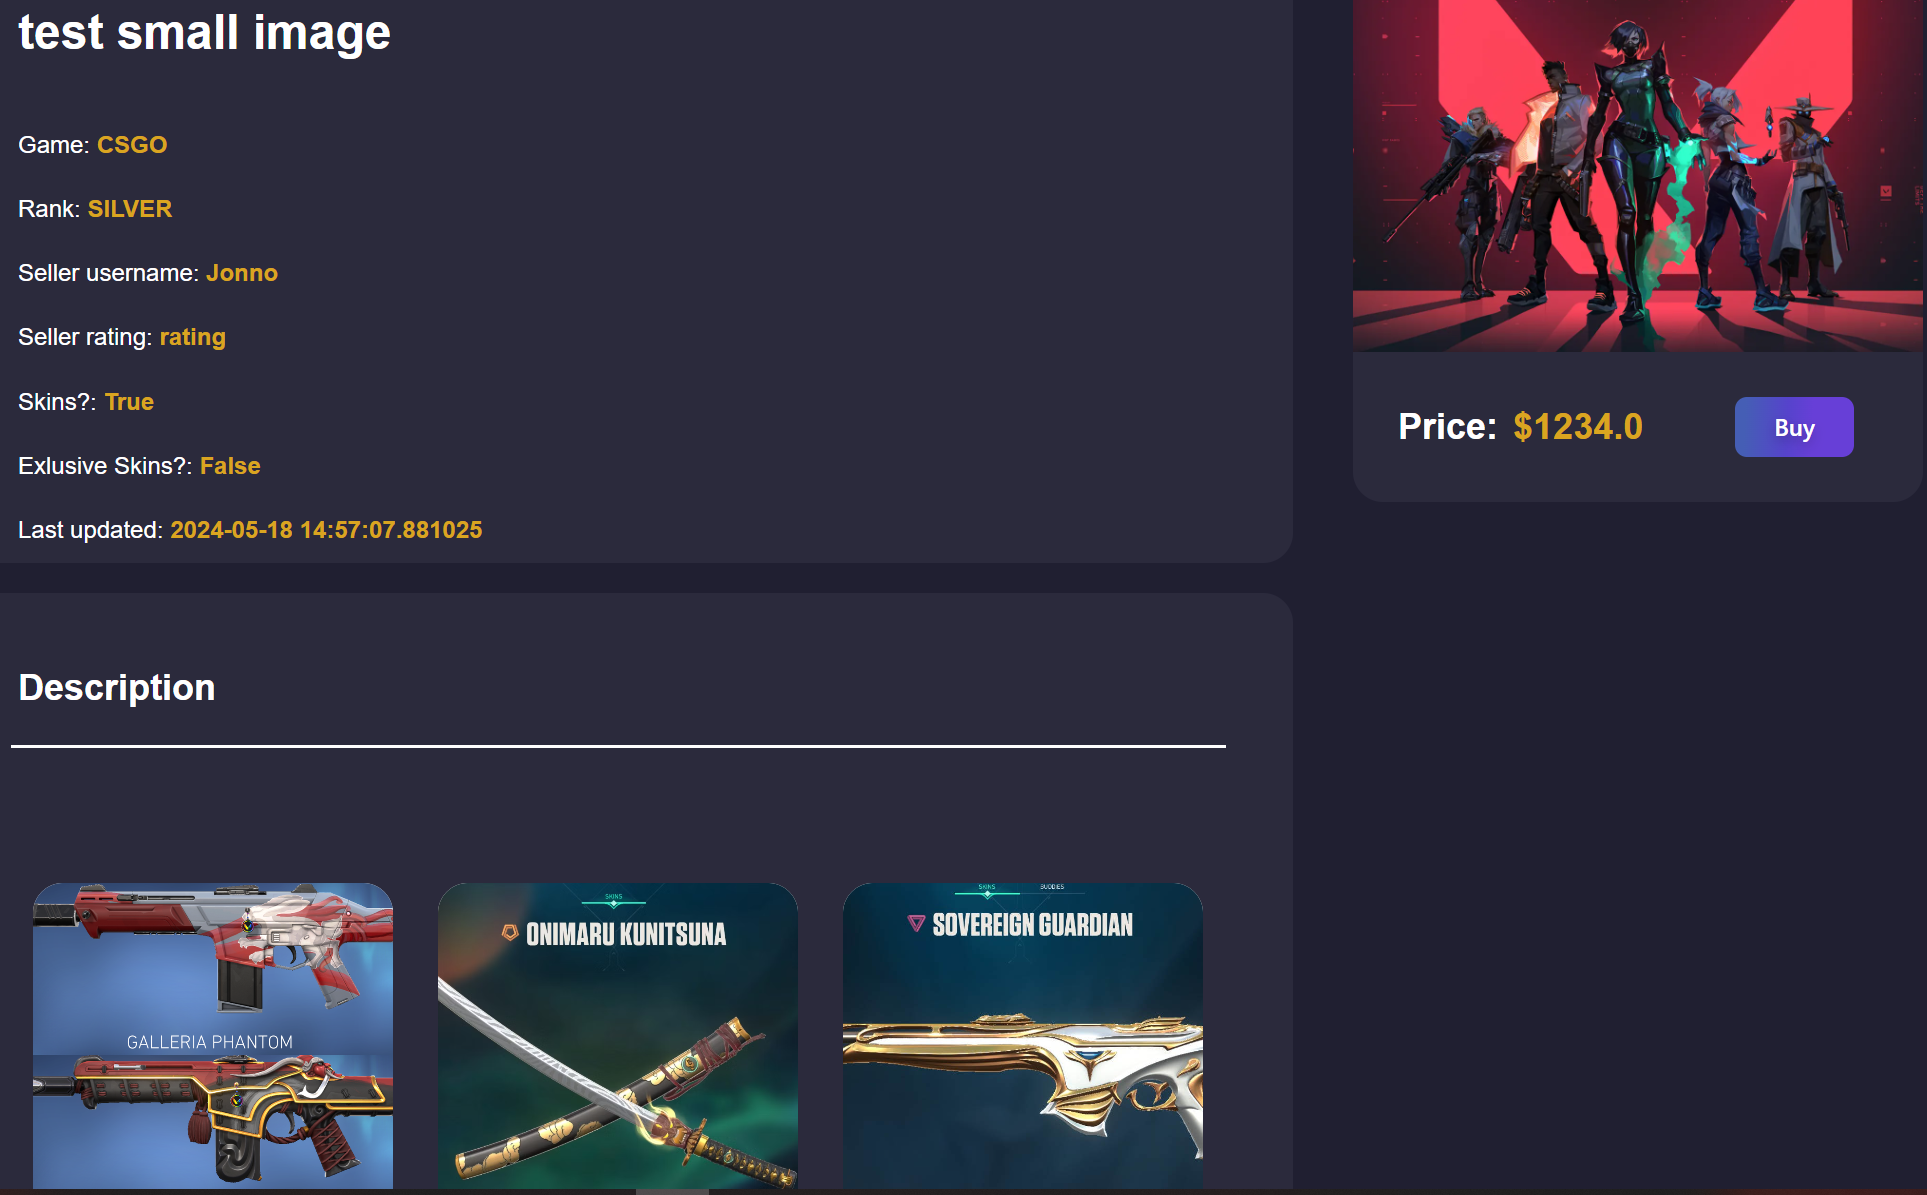 test small image
Game: CSGO
Rank: SILVER
Seller username: Jonno
Seller rating: rating
Skins?: True
Exlusive Skins?: False
Last updated: 2024-05-18 14:57:07.881025
Price: $1234.0
Buy
Description
GALLERIA PHANTOM
SKINS
ONIMARU KUNITSUNA
SKINS BUDDIES
SOVEREIGN GUARDIAN